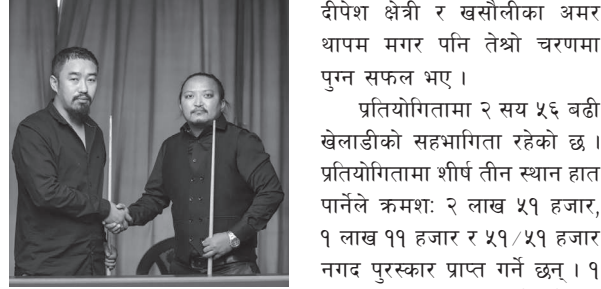 दीपेश क्षेत्री र खसौलीका अमर
थापम मगर पनि तेश्रो चरणमा
पुग्न सफल भए ।
प्रतियोगितामा २ सय ५६ बढी
खेलाडीको सहभागिता रहेको छ ।
प्रतियोगितामा शीर्ष तीन स्थान हात
पार्नेले क्रमशः २ लाख ५१ हजार,
१ लाख ११ हजार र ५१/५१ हजार
नगद पुरस्कार प्राप्त गर्ने छन् । १